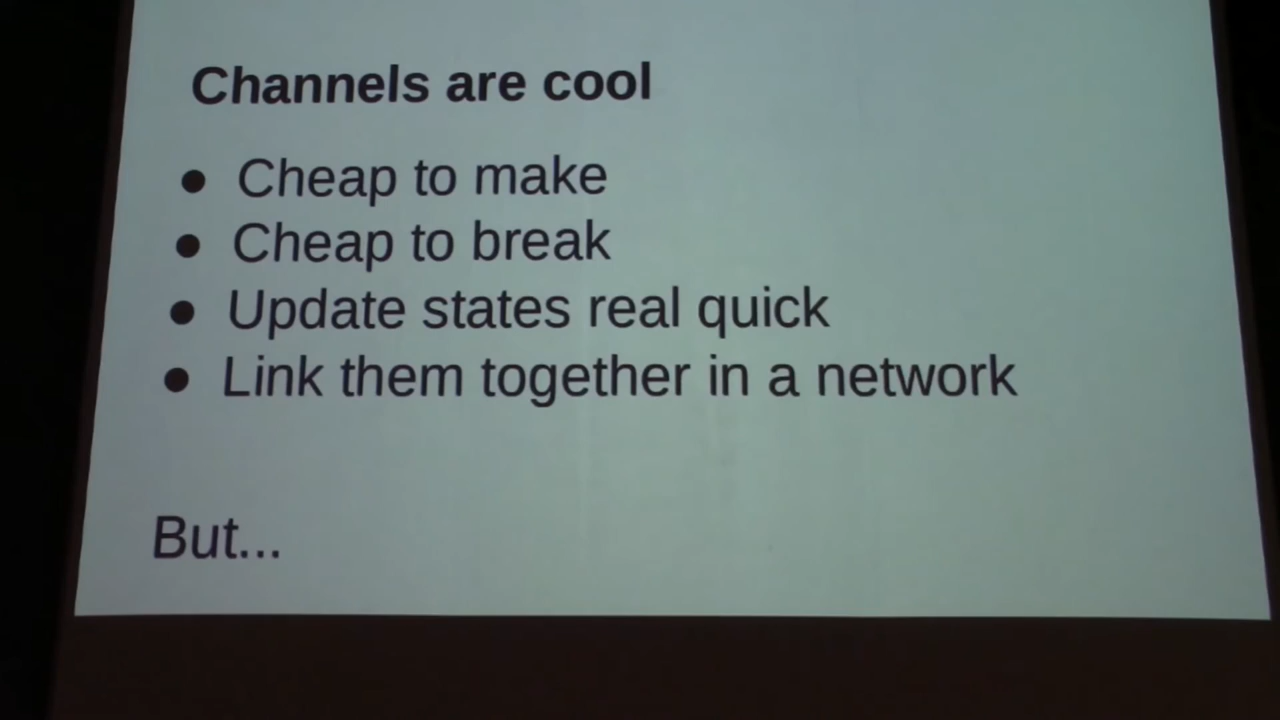 Channels are cool
● Cheap to make
● Cheap to break
● Update states real quick
● Link them together in a network
But...